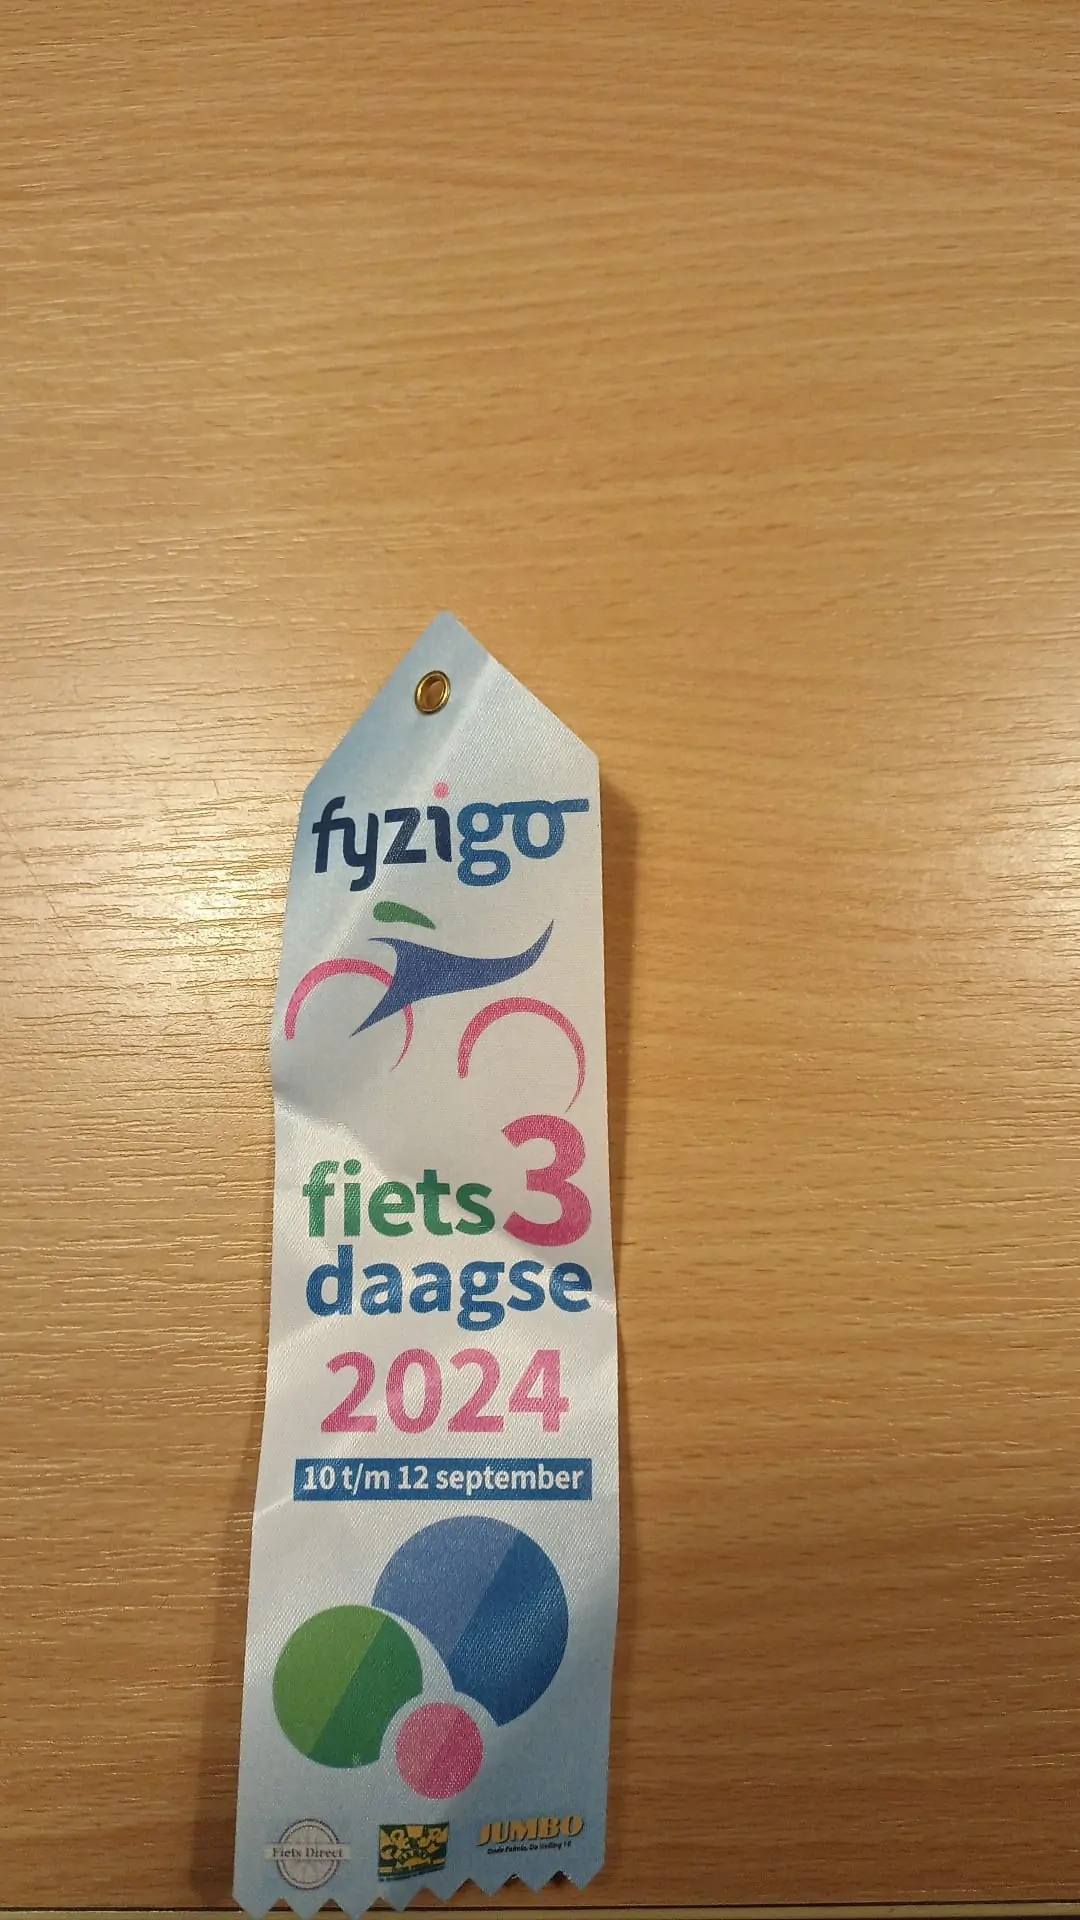 fyzigo
fiets 3
daagse
2024
10 t/m 12 september
Fiets Direct
JUMBO